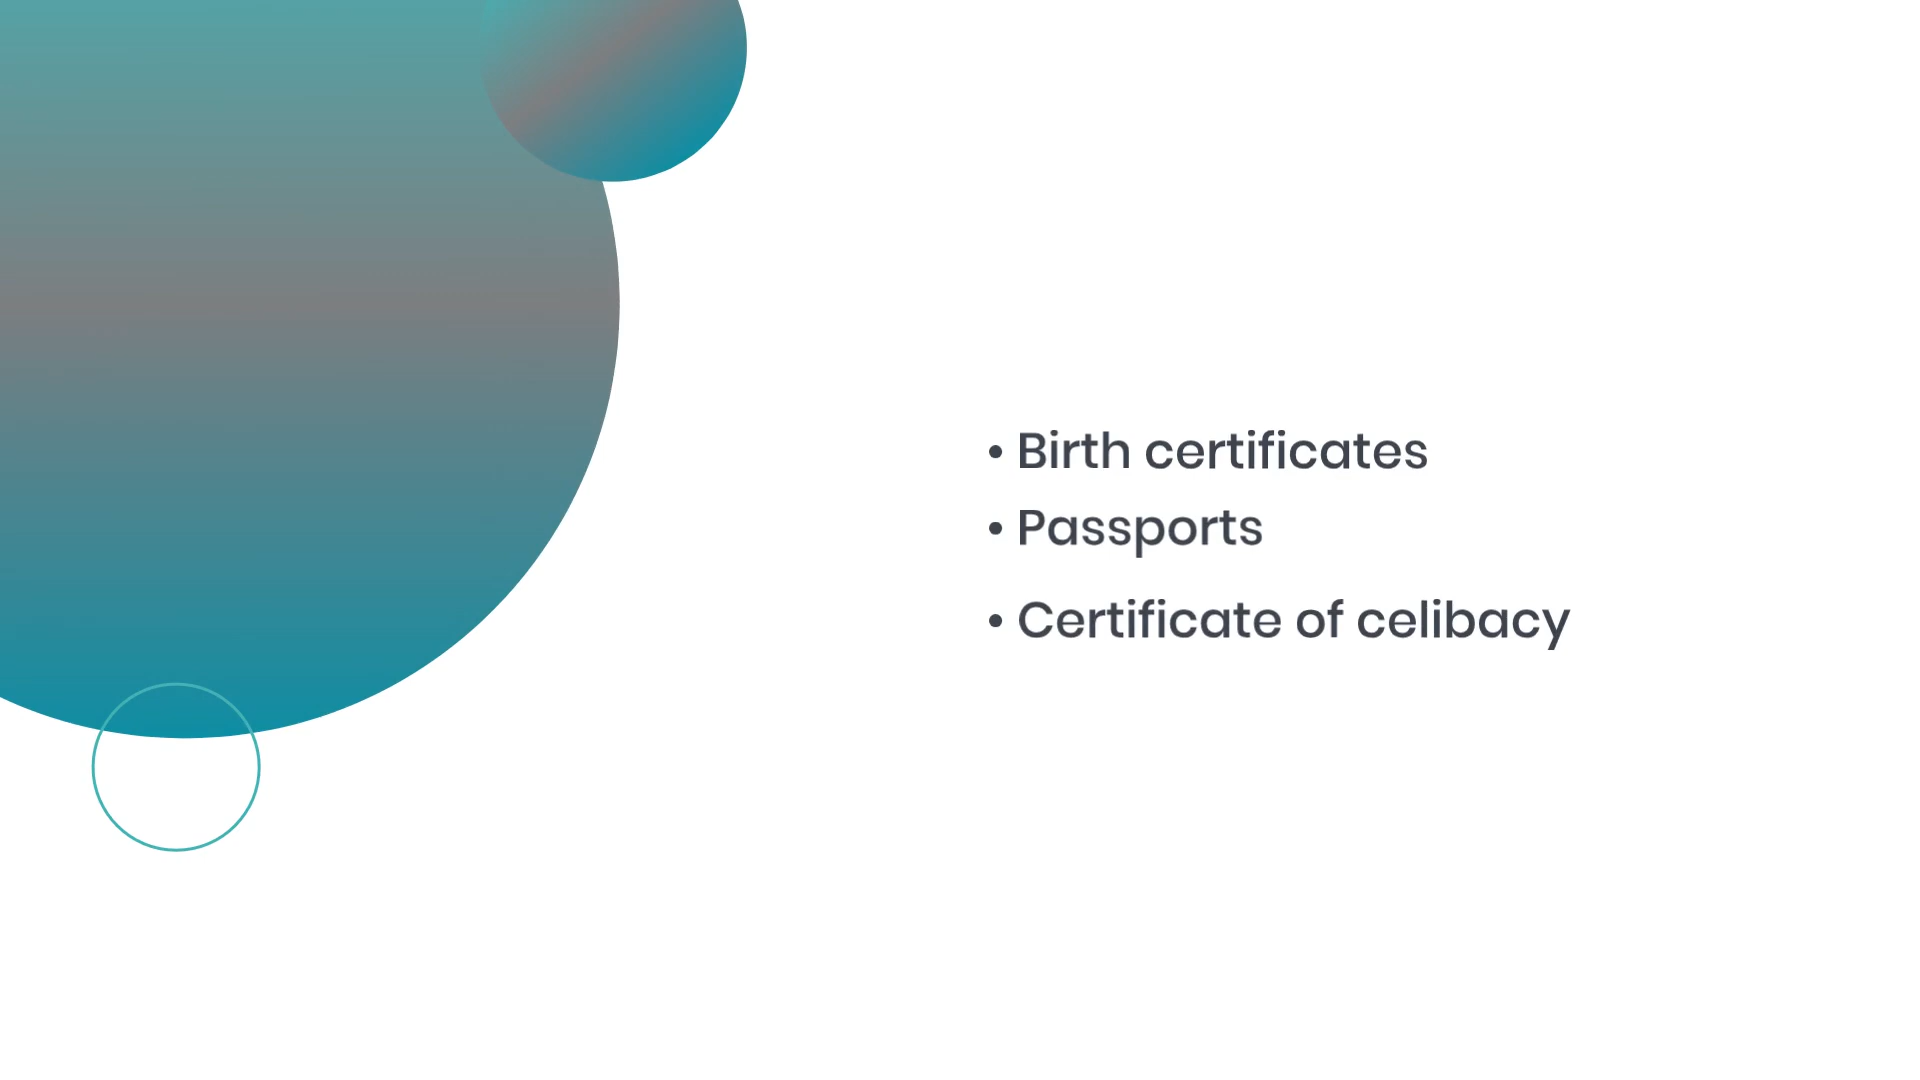 • Birth certificates
• Passports
• Certificate of celibacy